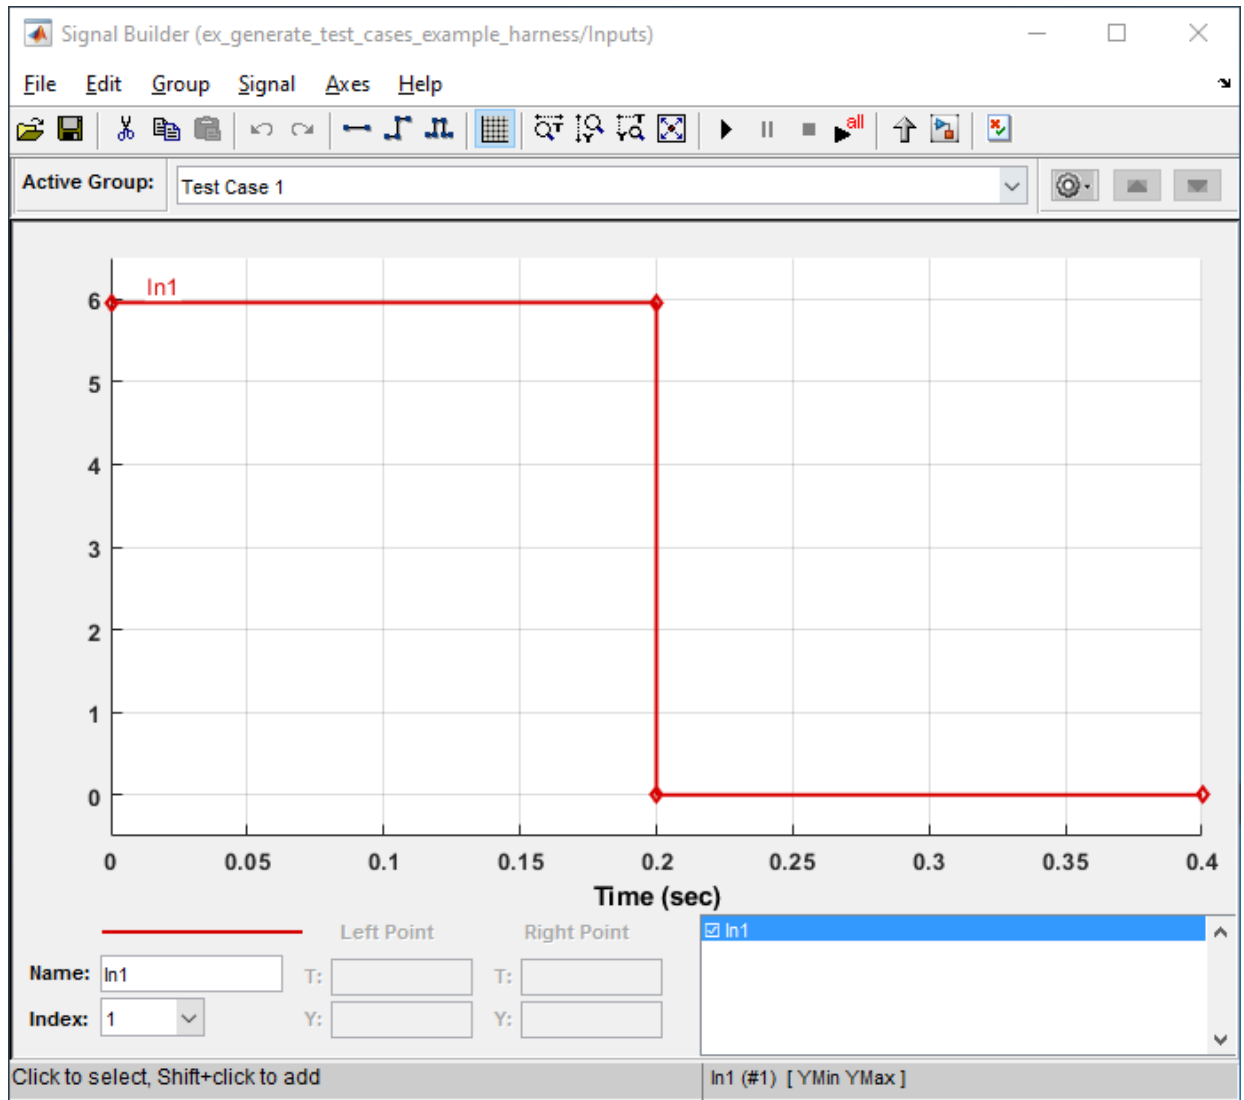 Signal Builder (ex_generate_test_cases_example_harness/Inputs)
File Edit Group Signal Axes Help
all
Active Group: Test Case 1
In1
6
5
4
3
2
1
0
0 0.05 0.1 0.15 0.2 0.25 0.3 0.35 0.4
Time (sec)
Left Point Right Point In1
Name: In1 T: T:
Index: 1 Y: Y:
Click to select, Shift+click to add In1 (#1) [ YMin YMax ]